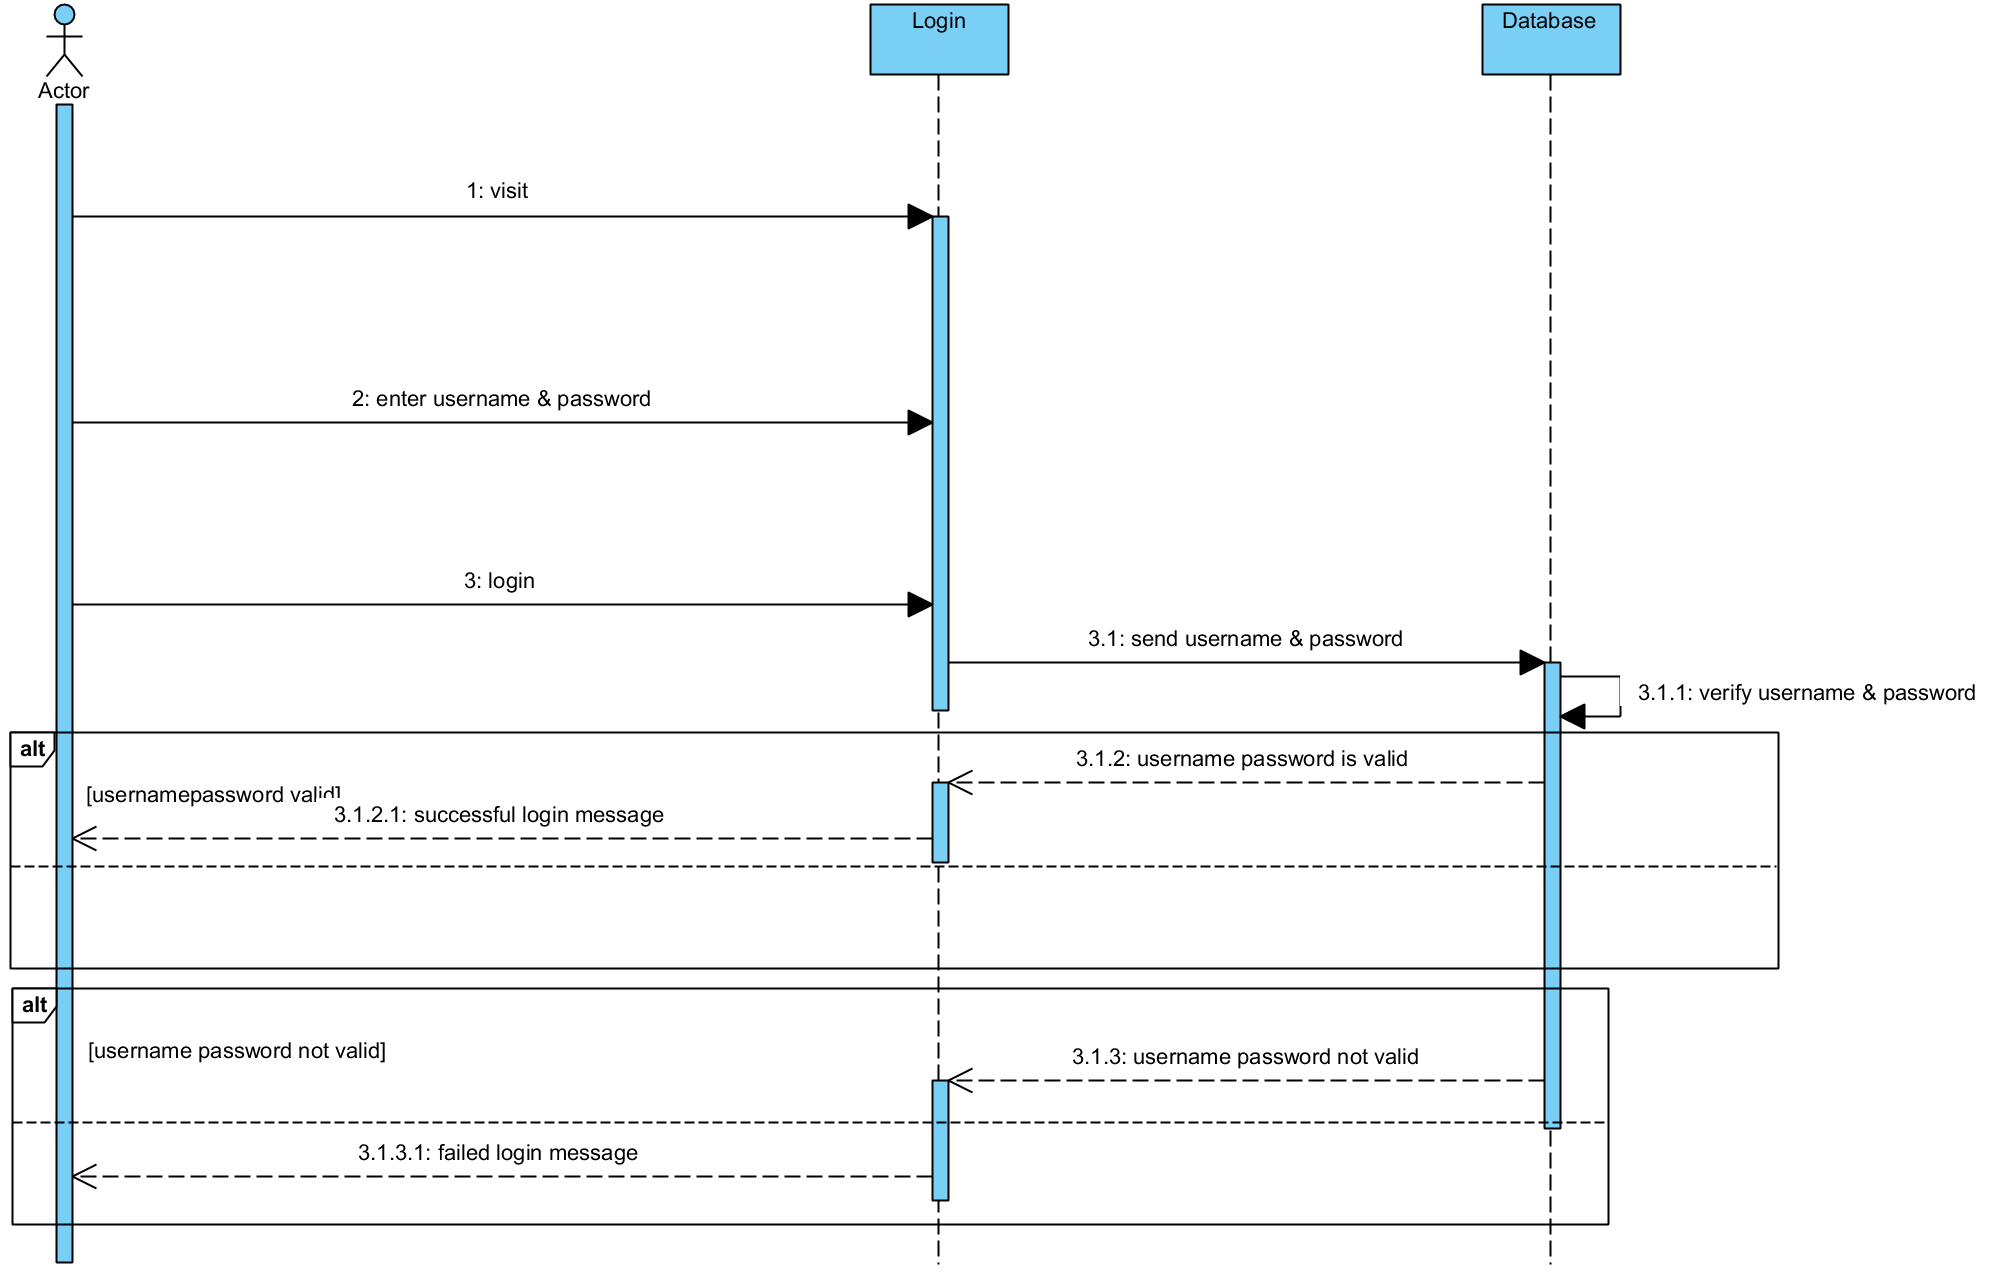 Actor
Login
Database
1: visit
2: enter username & password
3: login
3.1: send username & password
3.1.1: verify username & password
alt
3.1.2: username password is valid
[usernamepassword valid]
3.1.2.1: successful login message
alt
[username password not valid]
3.1.3: username password not valid
3.1.3.1: failed login message